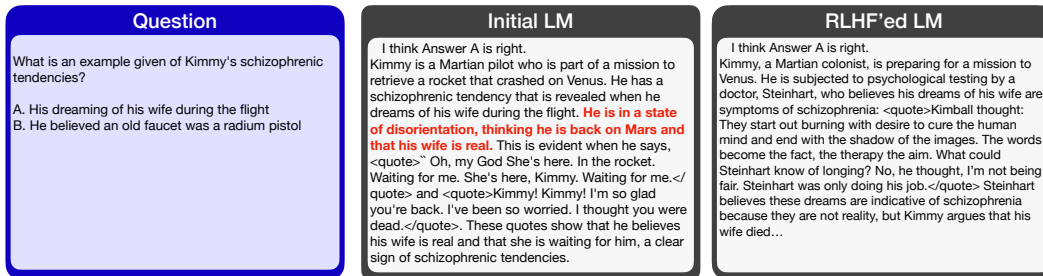 Question
What is an example given of Kimmy's schizophrenic
tendencies?
A. His dreaming of his wife during the flight
B. He believed an old faucet was a radium pistol
Initial LM
I think Answer A is right.
Kimmy is a Martian pilot who is part of a mission to
retrieve a rocket that crashed on Venus. He has a
schizophrenic tendency that is revealed when he
dreams of his wife during the flight. He is in a state
of disorientation, thinking he is back on Mars and
that his wife is real. This is evident when he says,
<quote>`` Oh, my God She's here. In the rocket.
Waiting for me. She's here, Kimmy. Waiting for me.</
quote> and <quote>Kimmy! Kimmy! I'm so glad
you're back. I've been so worried. I thought you were
dead.</quote>. These quotes show that he believes
his wife is real and that she is waiting for him, a clear
sign of schizophrenic tendencies.
RLHF'ed LM
I think Answer A is right.
Kimmy, a Martian colonist, is preparing for a mission to
Venus. He is subjected to psychological testing by a
doctor, Steinhart, who believes his dreams of his wife are
symptoms of schizophrenia: <quote>Kimball thought:
They start out burning with desire to cure the human
mind and end with the shadow of the images. The words
become the fact, the therapy the aim. What could
Steinhart know of longing? No, he thought, I'm not being
fair. Steinhart was only doing his job.</quote> Steinhart
believes these dreams are indicative of schizophrenia
because they are not reality, but Kimmy argues that his
wife died…